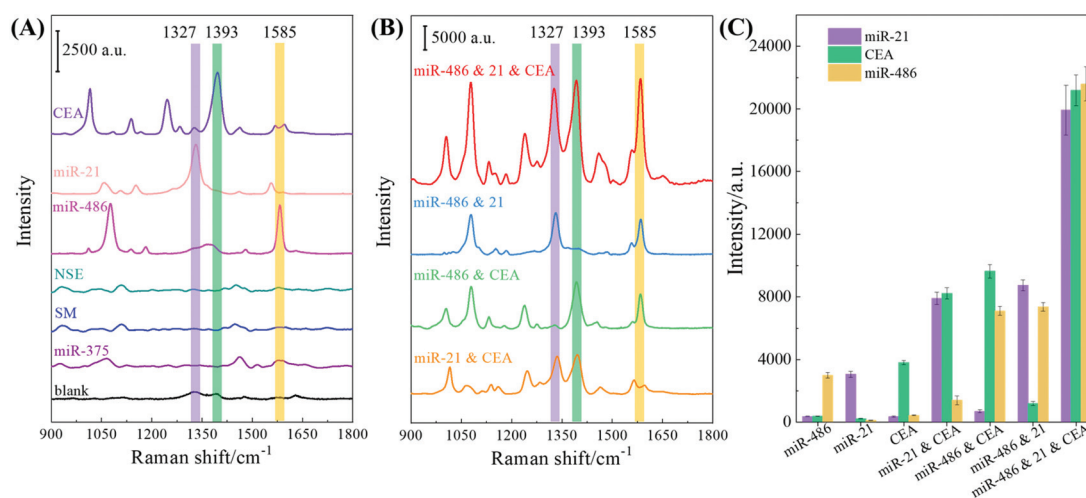 (A)
2500 a.u.
1327 1393 1585
CEA
miR-21
miR-486
NSE
SM
miR-375
blank
Intensity
900 1050 1200 1350 1500 1650 1800
Raman shift/cm-1
(B)
5000 a.u.
1327 1393 1585
miR-486 & 21 & CEA
miR-486 & 21
miR-486 & CEA
miR-21 & CEA
Intensity
900 1050 1200 1350 1500 1650 1800
Raman shift/cm-1
(C)
miR-21
CEA
miR-486
Intensity/a.u.
24000
20000
16000
12000
8000
4000
0
miR-486
miR-21
CEA
miR-21 & CEA
miR-486 & CEA
miR-486 & 21
miR-486 & 21 & CEA